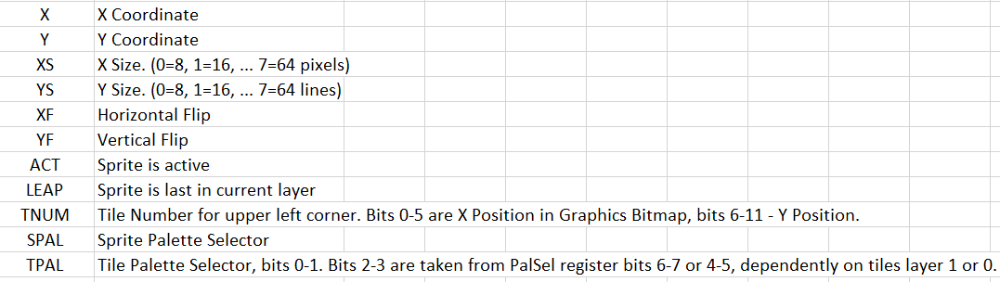 X X Coordinate
Y Y Coordinate
XS X Size. (0=8, 1=16, ... 7=64 pixels)
YS Y Size. (0=8, 1=16, ... 7=64 lines)
XF Horizontal Flip
YF Vertical Flip
ACT Sprite is active
LEAP Sprite is last in current layer
TNUM Tile Number for upper left corner. Bits 0-5 are X Position in Graphics Bitmap, bits 6-11 - Y Position.
SPAL Sprite Palette Selector
TPAL Tile Palette Selector, bits 0-1. Bits 2-3 are taken from PalSel register bits 6-7 or 4-5, dependently on tiles layer 1 or 0.